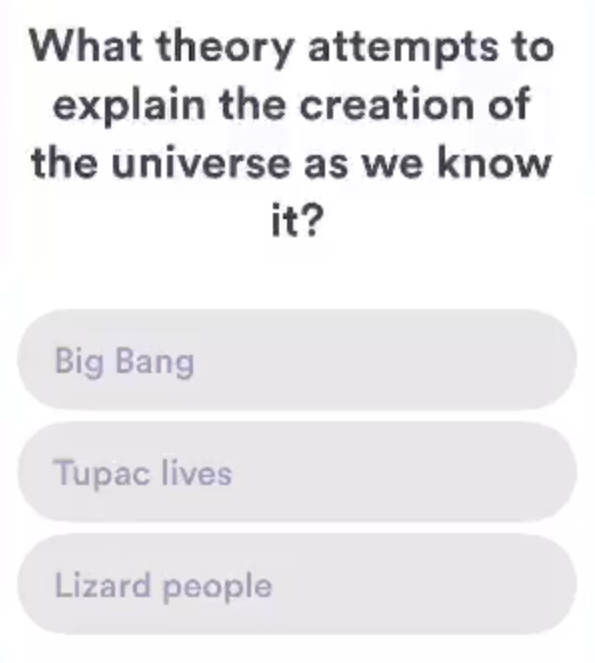 What theory attempts to
explain the creation of
the universe as we know
it?
Big Bang
Tupac lives
Lizard people